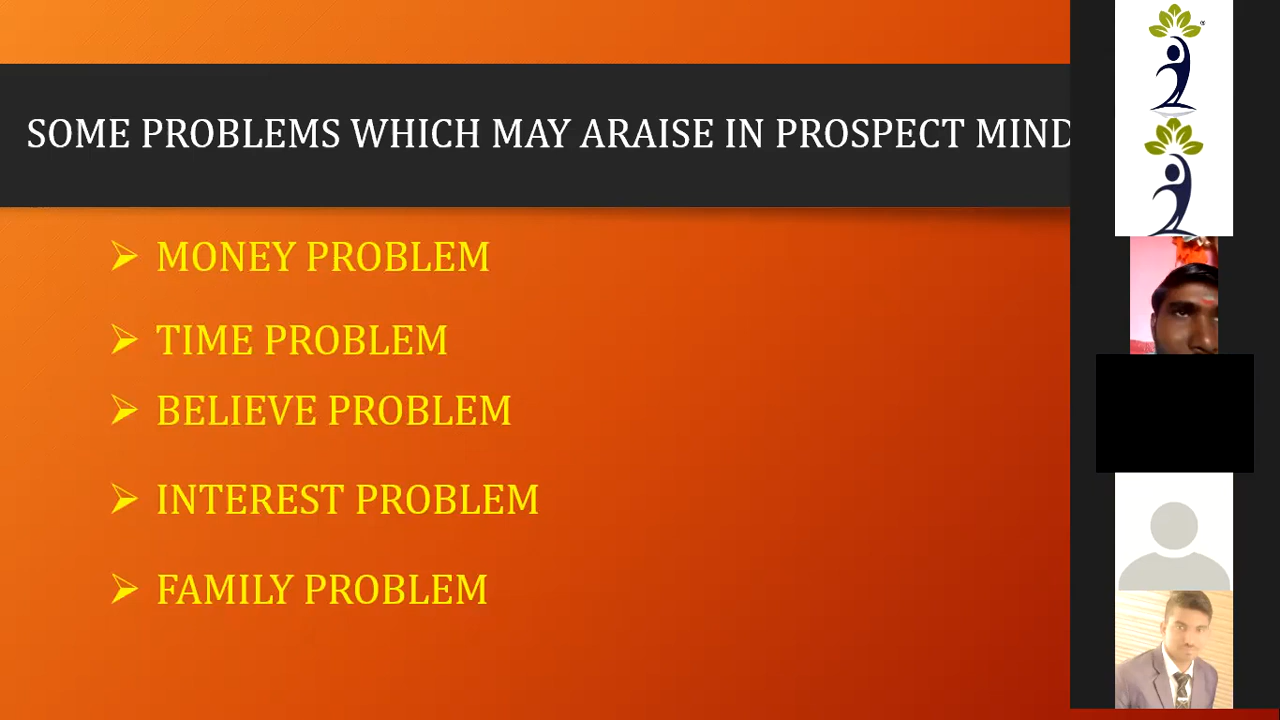 SOME PROBLEMS WHICH MAY ARAISE IN PROSPECT MIND
MONEY PROBLEM
TIME PROBLEM
BELIEVE PROBLEM
INTEREST PROBLEM
FAMILY PROBLEM